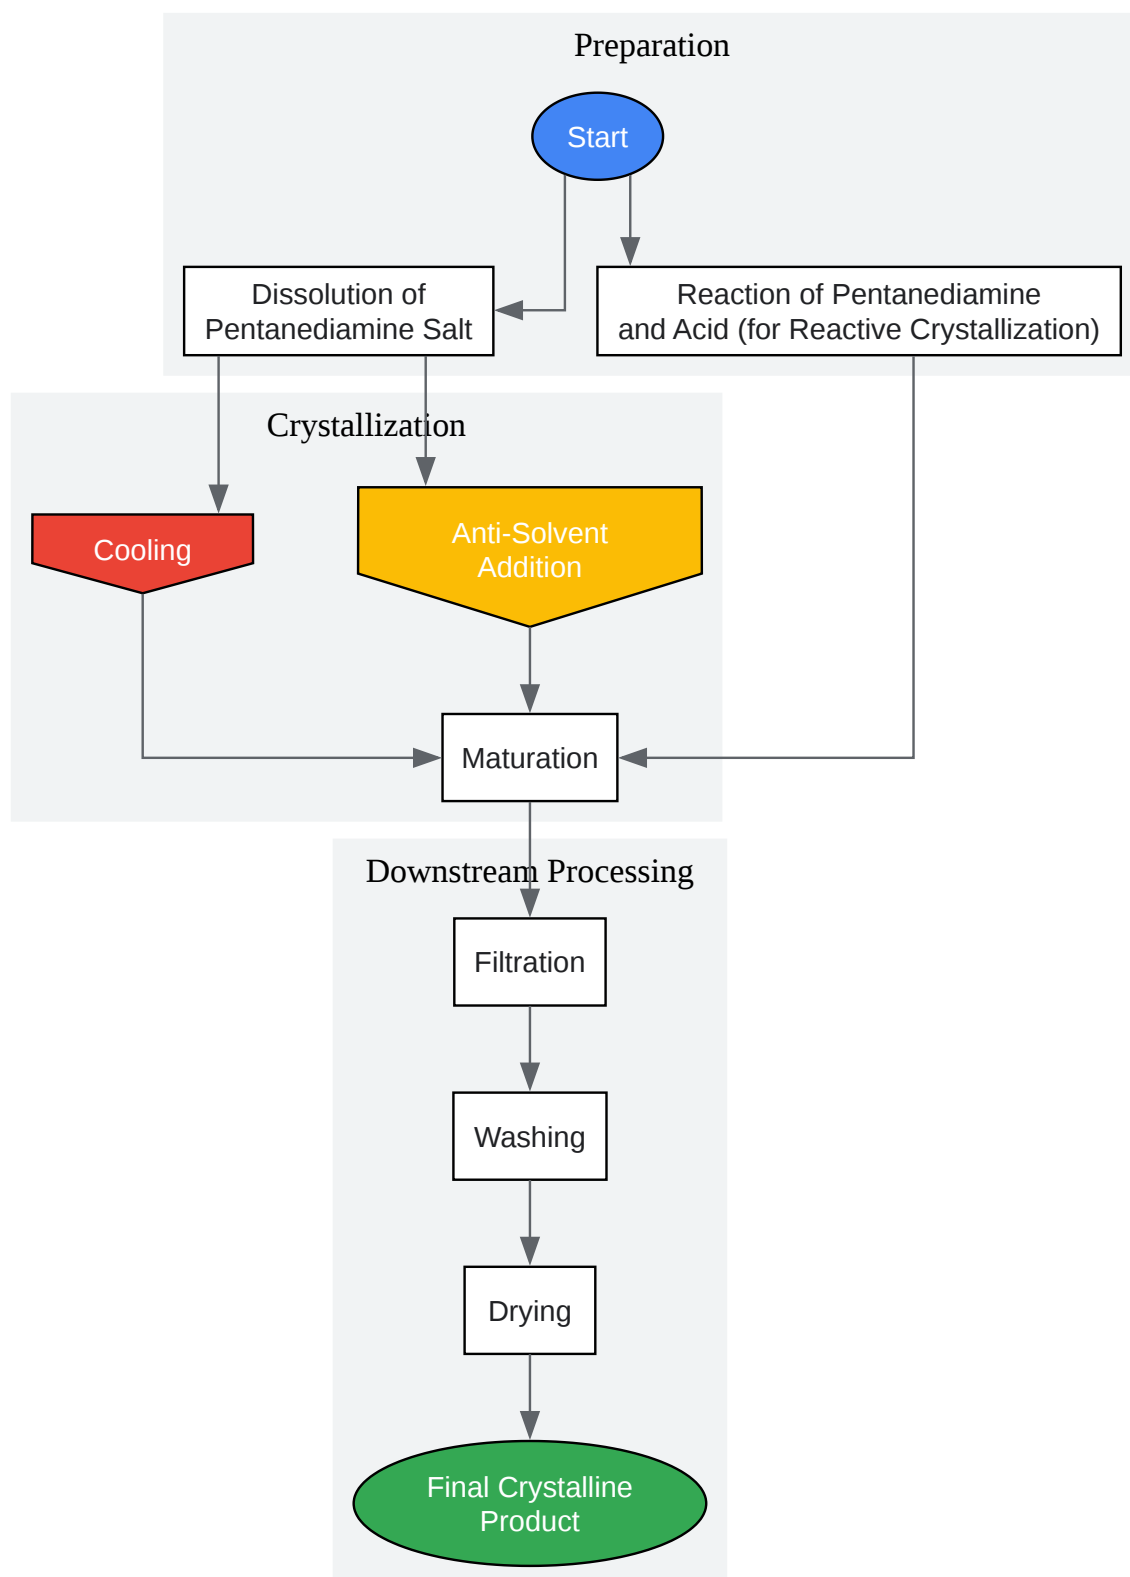 Preparation
Start
Dissolution of
Pentanediamine Salt
Reaction of Pentanediamine
and Acid (for Reactive Crystallization)
Crystallization
Cooling
Anti-Solvent
Addition
Maturation
Downstream Processing
Filtration
Washing
Drying
Final Crystalline
Product